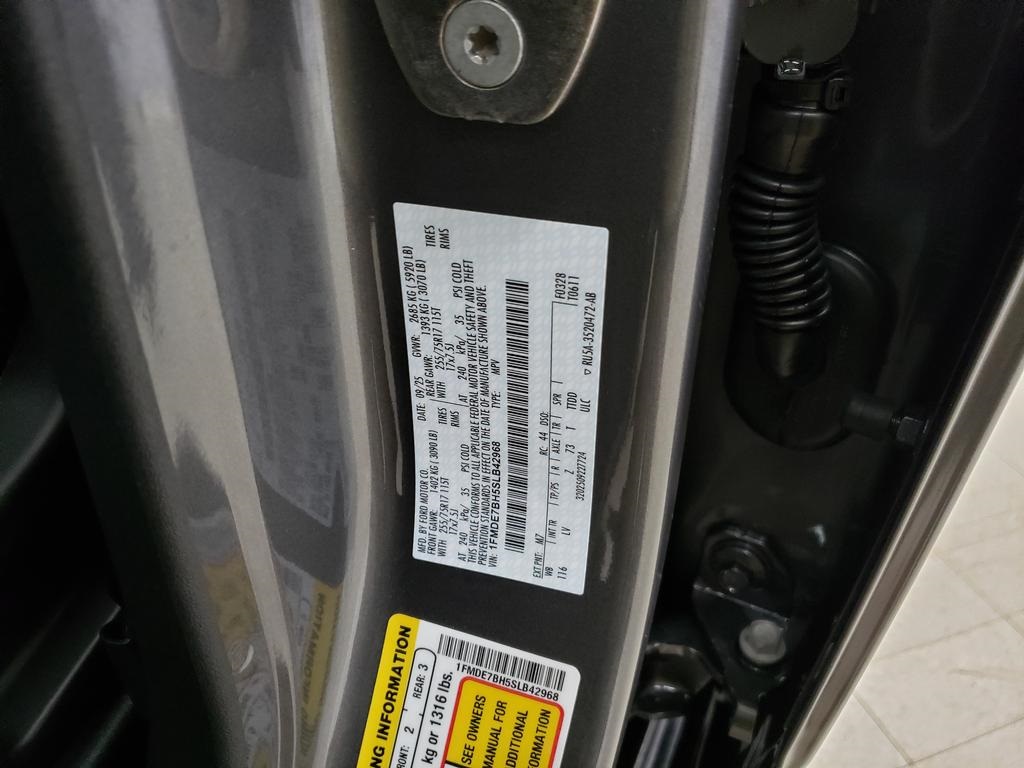 MFD. BY FORD MOTOR CO.
DATE: 09/25 GVWR: 2685 KG ( 5920 LB)
FRONT GAWR: 1402 KG ( 3090 LB) REAR GAWR: 1393 KG ( 3070 LB)
WITH 255/75R17 115T TIRES WITH 255/75R17 115T TIRES
17x7.5J RIMS 17x7.5J RIMS
AT 240 kPa/ 35 PSI COLD AT 240 kPa/ 35 PSI COLD
THIS VEHICLE CONFORMS TO ALL APPLICABLE FEDERAL MOTOR VEHICLE SAFETY AND THEFT
PREVENTION STANDARDS IN EFFECT ON THE DATE OF MANUFACTURE SHOWN ABOVE.
VIN: 1FMDE7BH5SLB42968 TYPE: MPV
EXT PNT: M7 RC: 44 DSO: F0328
WB INT TR TP/PS R AXLE TR SPR T0611
116 LV Z 73 T TTDD
320250922I724 ULC ▽ RU5A-3520472-AB
NG INFORMATION
FRONT: 2 REAR: 3
kg or 1316 lbs.
1FMDE7BH5SLB42968
SEE OWNERS
MANUAL FOR
ADDITIONAL
FORMATION